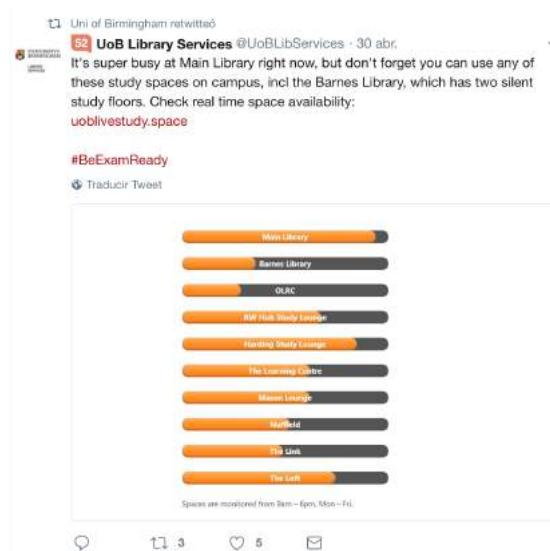 Uni of Birmingham retwitteó
52 UoB Library Services @UoBLibServices · 30 abr.
It's super busy at Main Library right now, but don't forget you can use any of
these study spaces on campus, incl the Barnes Library, which has two silent
study floors. Check real time space availability:
uoblivestudy.space
#BeExamReady
Traducir Tweet
Main Library
Barnes Library
OLRC
AW Hub Study Lounge
Harding Study Lounge
The Learning Centre
Mason Lounge
Nuffield
The Link
The Loft
Spaces are monitored from 9am – 6pm, Mon – Fri.
3 5